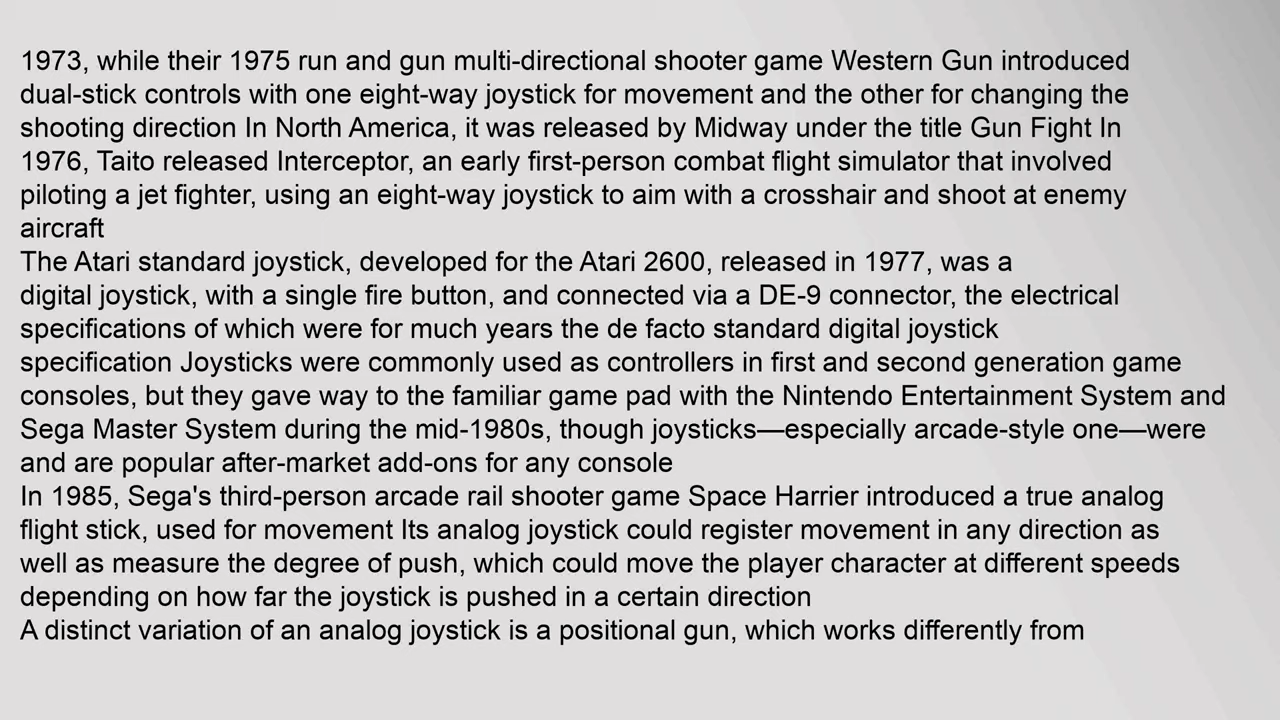 1973, while their 1975 run and gun multi-directional shooter game Western Gun introduced
dual-stick controls with one eight-way joystick for movement and the other for changing the
shooting direction In North America, it was released by Midway under the title Gun Fight In
1976, Taito released Interceptor, an early first-person combat flight simulator that involved
piloting a jet fighter, using an eight-way joystick to aim with a crosshair and shoot at enemy
aircraft
The Atari standard joystick, developed for the Atari 2600, released in 1977, was a
digital joystick, with a single fire button, and connected via a DE-9 connector, the electrical
specifications of which were for much years the de facto standard digital joystick
specification Joysticks were commonly used as controllers in first and second generation game
consoles, but they gave way to the familiar game pad with the Nintendo Entertainment System and
Sega Master System during the mid-1980s, though joysticks—especially arcade-style one—were
and are popular after-market add-ons for any console
In 1985, Sega's third-person arcade rail shooter game Space Harrier introduced a true analog
flight stick, used for movement Its analog joystick could register movement in any direction as
well as measure the degree of push, which could move the player character at different speeds
depending on how far the joystick is pushed in a certain direction
A distinct variation of an analog joystick is a positional gun, which works differently from